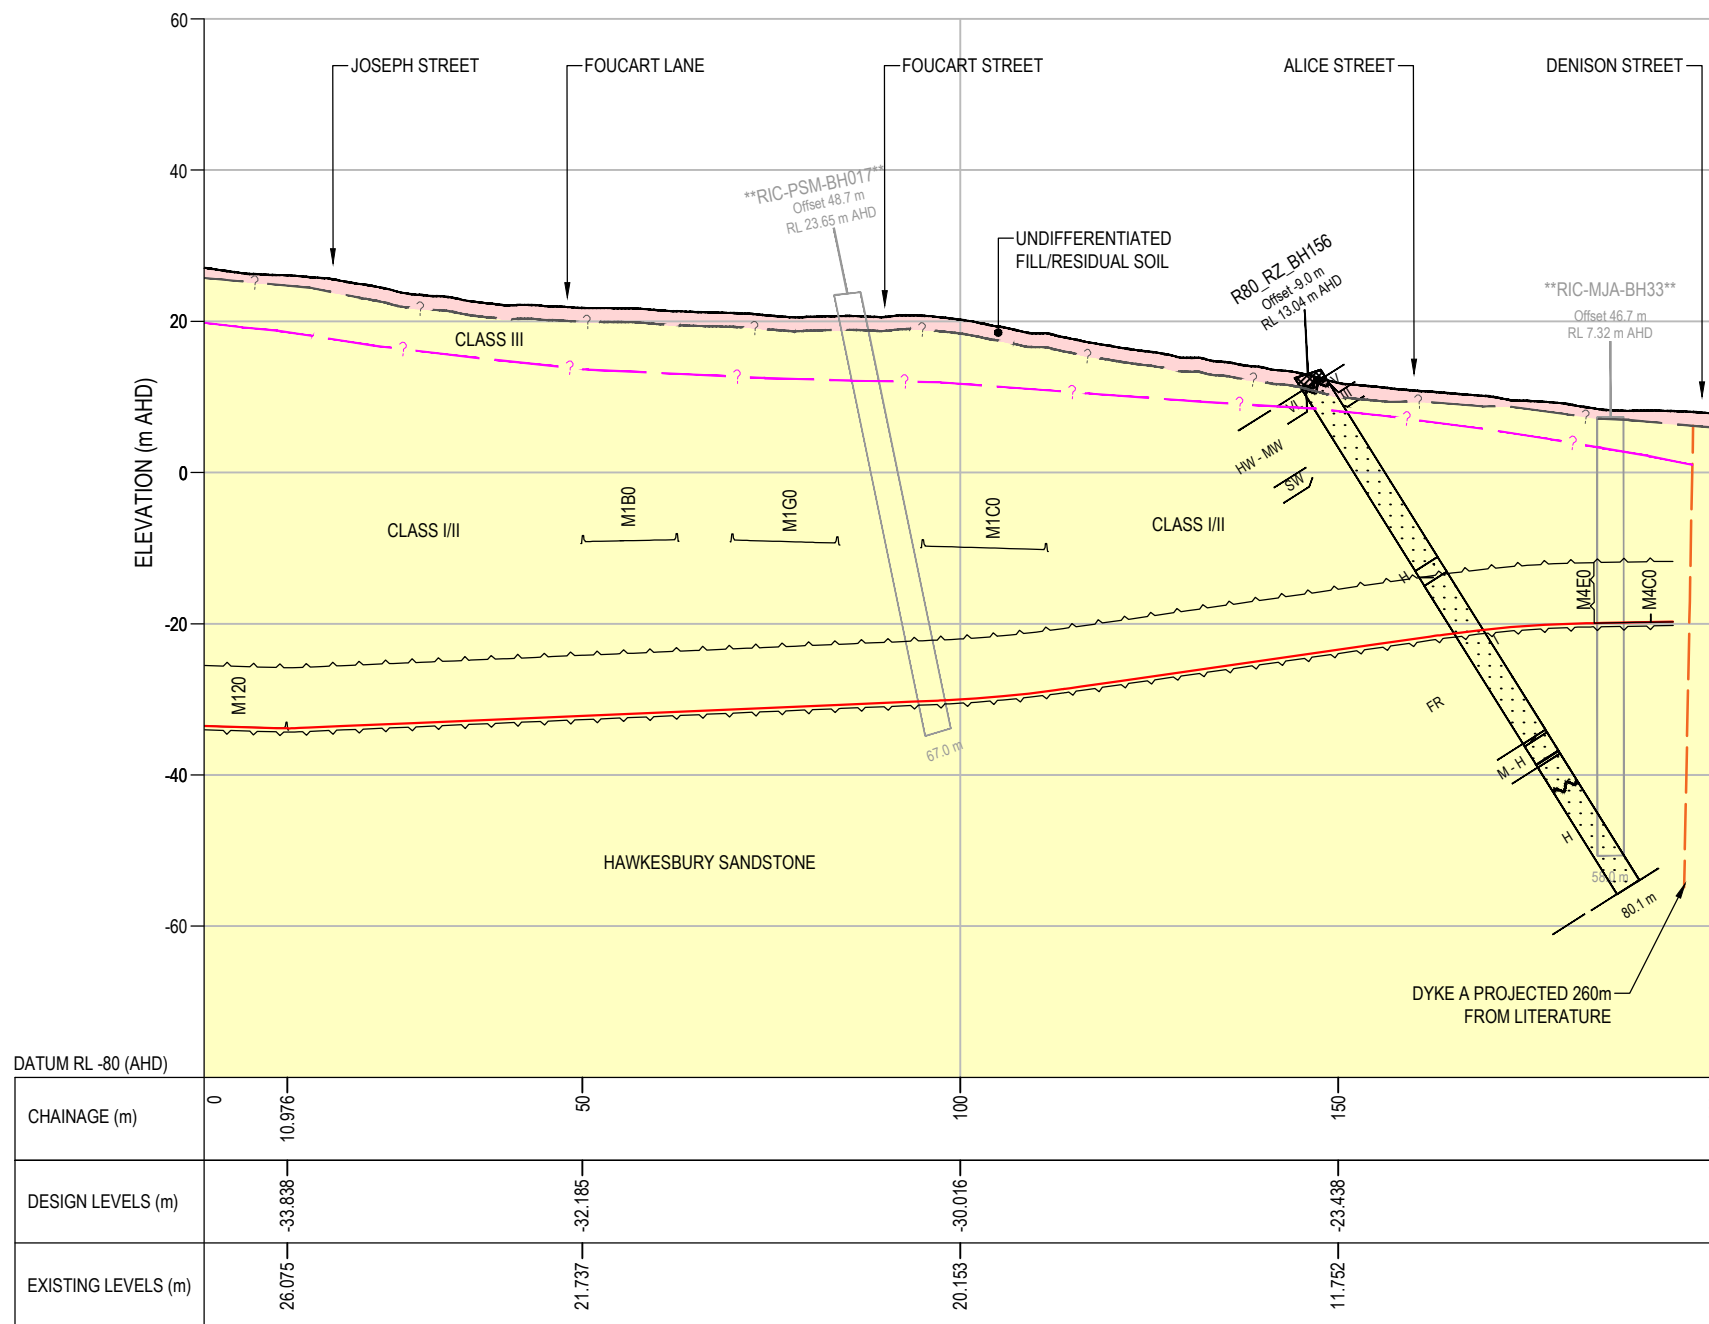 60
JOSEPH STREET
FOUCART LANE
FOUCART STREET
ALICE STREET
DENISON STREET
40
**RIC-PSM-BH017**
Offset 48.7 m
RL 23.65 m AHD
UNDIFFERENTIATED
FILL/RESIDUAL SOIL
R80_RZ_BH156
Offset -9.0 m
RL 13.04 m AHD
**RIC-MJA-BH33**
Offset 46.7 m
RL 7.32 m AHD
? ? ? ? ? ? ? ? ?
20
CLASS III
? ? ? ? ? ? ? ?
V
III
VI
ELEVATION (m AHD)
HW - MW
SW
0
M1B0
M1G0
M1C0
CLASS I/II
CLASS I/II
H
M4E0
M4C0
-20
M120
FR
67.0 m
-40
M - H
H
HAWKESBURY SANDSTONE
58.0 m
80.1 m
-60
DYKE A PROJECTED 260m
FROM LITERATURE
DATUM RL -80 (AHD)
CHAINAGE (m)
0
10.976
50
100
150
DESIGN LEVELS (m)
-33.838
-32.185
-30.016
-23.438
EXISTING LEVELS (m)
26.075
21.737
20.153
11.752